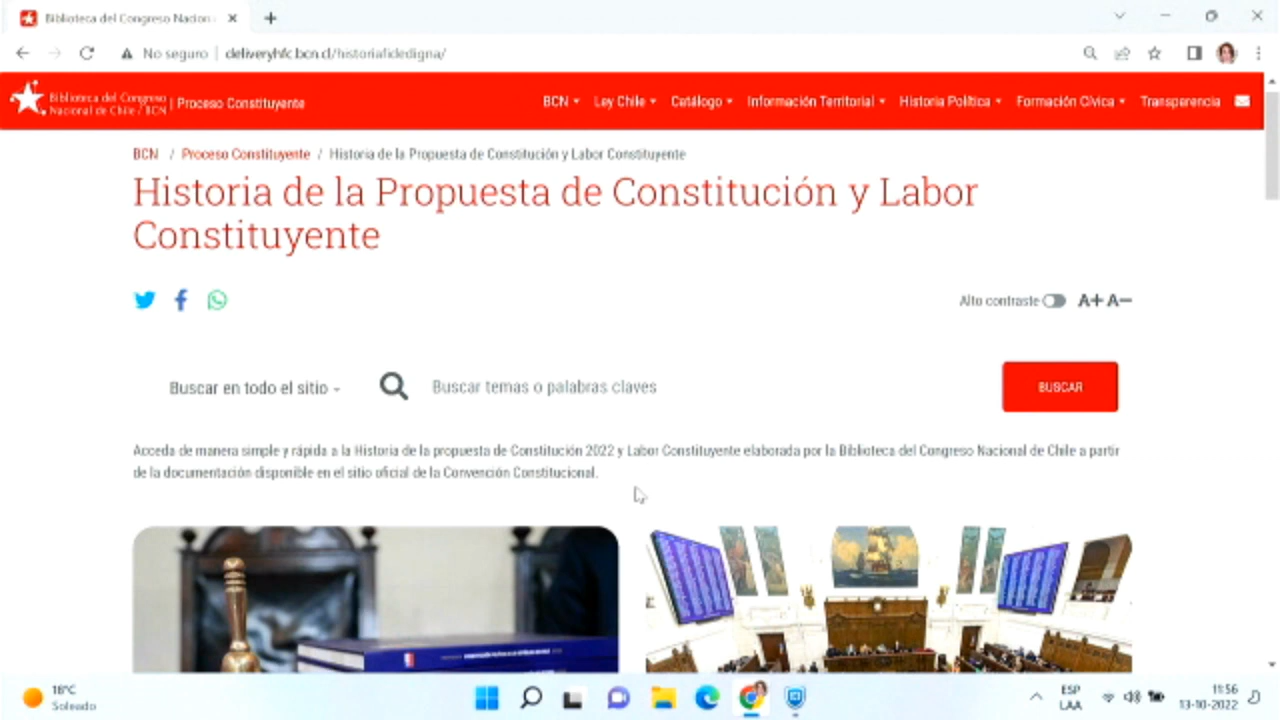 Biblioteca del Congreso Nacion
No seguro | deliveryhfc.bcn.cl/historiafidedigna/
Biblioteca del Congreso
Nacional de Chile / BCN
| Proceso Constituyente
BCN Ley Chile Catálogo Información Territorial Historia Política Formación Cívica Transparencia
BCN / Proceso Constituyente / Historia de la Propuesta de Constitución y Labor Constituyente
Historia de la Propuesta de Constitución y Labor
Constituyente
Alto contraste A+ A−
Buscar en todo el sitio Buscar temas o palabras claves BUSCAR
Acceda de manera simple y rápida a la Historia de la propuesta de Constitución 2022 y Labor Constituyente elaborada por la Biblioteca del Congreso Nacional de Chile a partir
de la documentación disponible en el sitio oficial de la Convención Constitucional.
18°C
Soleado
ESP
LAA
11:56
13-10-2022